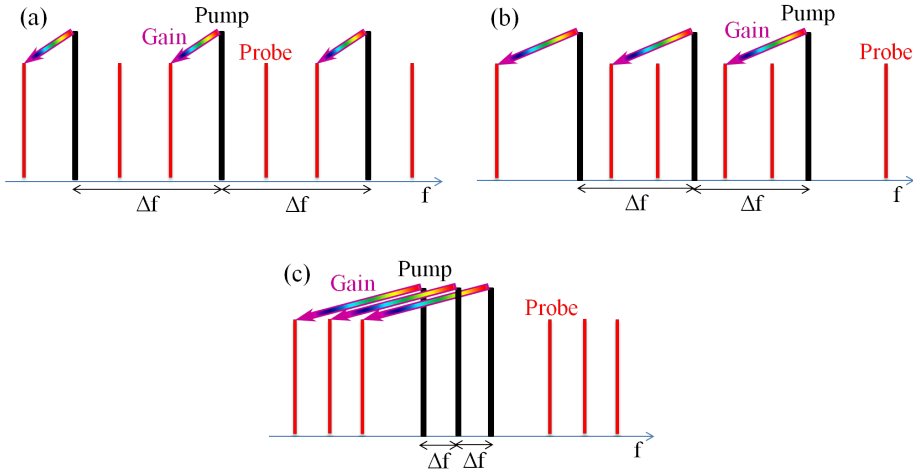 (a)
Pump
Gain
Probe
Δf
Δf
f
(b)
Pump
Gain
Probe
Δf
Δf
f
(c)
Pump
Gain
Probe
Δf
Δf
f